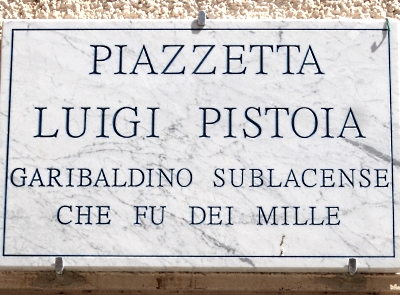 PIAZZETTA
LUIGI PISTOIA
GARIBALDINO SUBLACENSE
CHE FU DEI MILLE